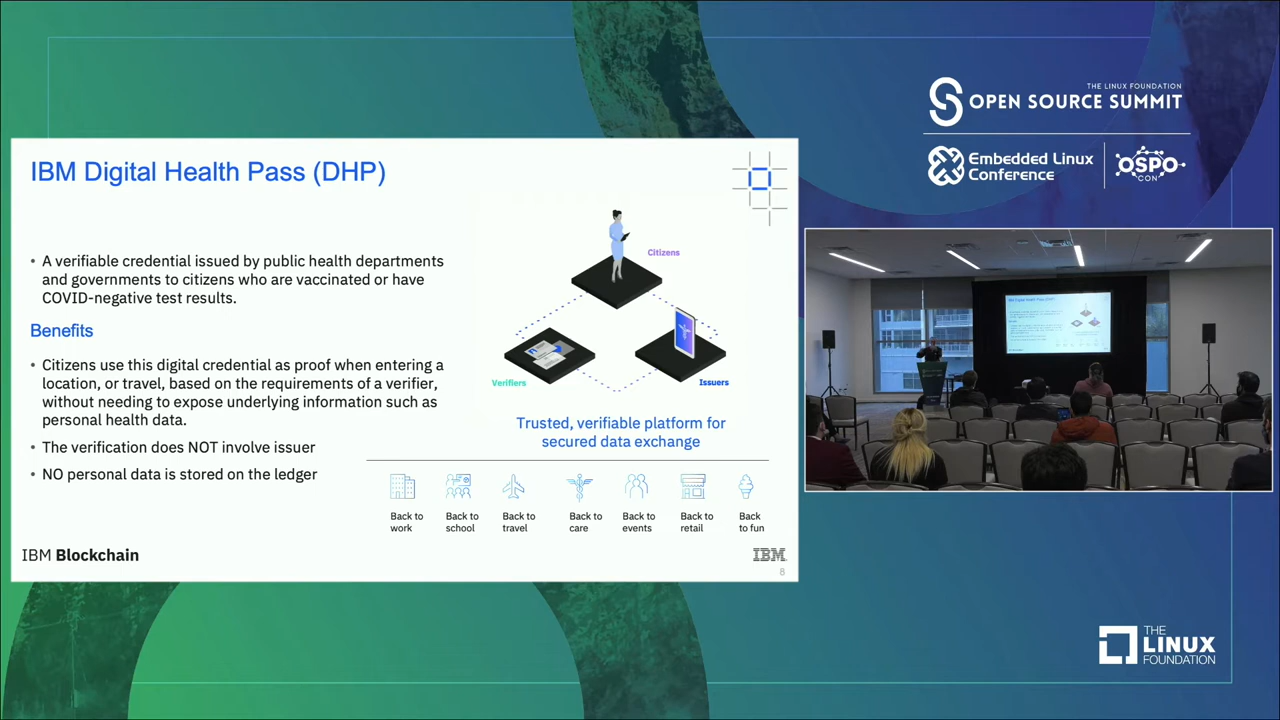 THE LINUX FOUNDATION
OPEN SOURCE SUMMIT
Embedded Linux
Conference
OSPO
CON
IBM Digital Health Pass (DHP)
• A verifiable credential issued by public health departments
and governments to citizens who are vaccinated or have
COVID-negative test results.
Benefits
• Citizens use this digital credential as proof when entering a
location, or travel, based on the requirements of a verifier,
without needing to expose underlying information such as
personal health data.
• The verification does NOT involve issuer
• NO personal data is stored on the ledger
Citizens
Verifiers
Issuers
Trusted, verifiable platform for
secured data exchange
Back to
work
Back to
school
Back to
travel
Back to
care
Back to
events
Back to
retail
Back
to fun
IBM Blockchain
IBM
8
IBM Digital Health Pass (DHP)
THE
LINUX
FOUNDATION